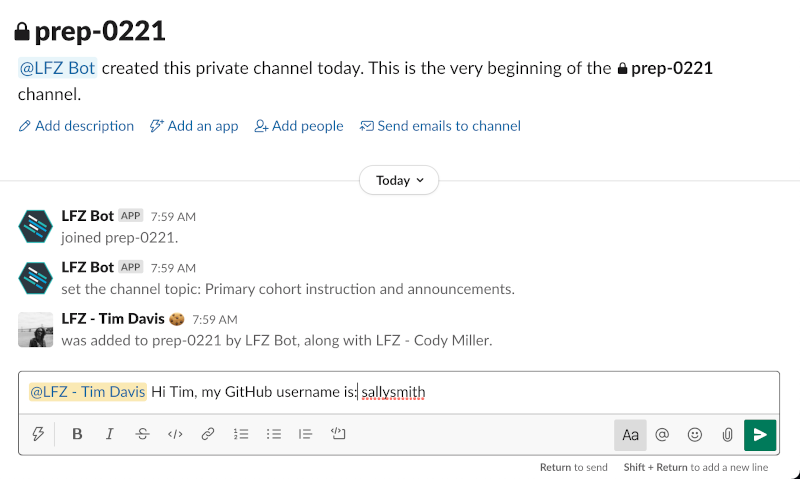 prep-0221
@LFZ Bot created this private channel today. This is the very beginning of the prep-0221
channel.
Add description Add an app Add people Send emails to channel
Today
LFZ Bot APP 7:59 AM
joined prep-0221.
LFZ Bot APP 7:59 AM
set the channel topic: Primary cohort instruction and announcements.
LFZ - Tim Davis 7:59 AM
was added to prep-0221 by LFZ Bot, along with LFZ - Cody Miller.
@LFZ - Tim Davis Hi Tim, my GitHub username is: sallysmith
B I S </> Aa @
Return to send Shift + Return to add a new line